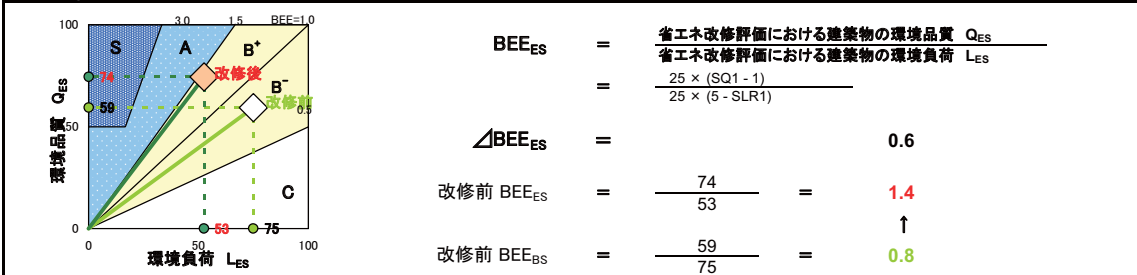 100
3.0
1.5
BEE=1.0
S
A
B+
74
改修後
B-
59
改修前
0.5
50
C
0
53
75
0
50
100
環境品質 QES
環境負荷 LES
BEEES = 省エネ改修評価における建築物の環境品質 QES
省エネ改修評価における建築物の環境負荷 LES
= 25 × (SQ1 - 1)
25 × (5 - SLR1)
⊿BEEES = 0.6
改修前 BEEES = 74 = 1.4
53
↑
改修前 BEEBS = 59 = 0.8
75